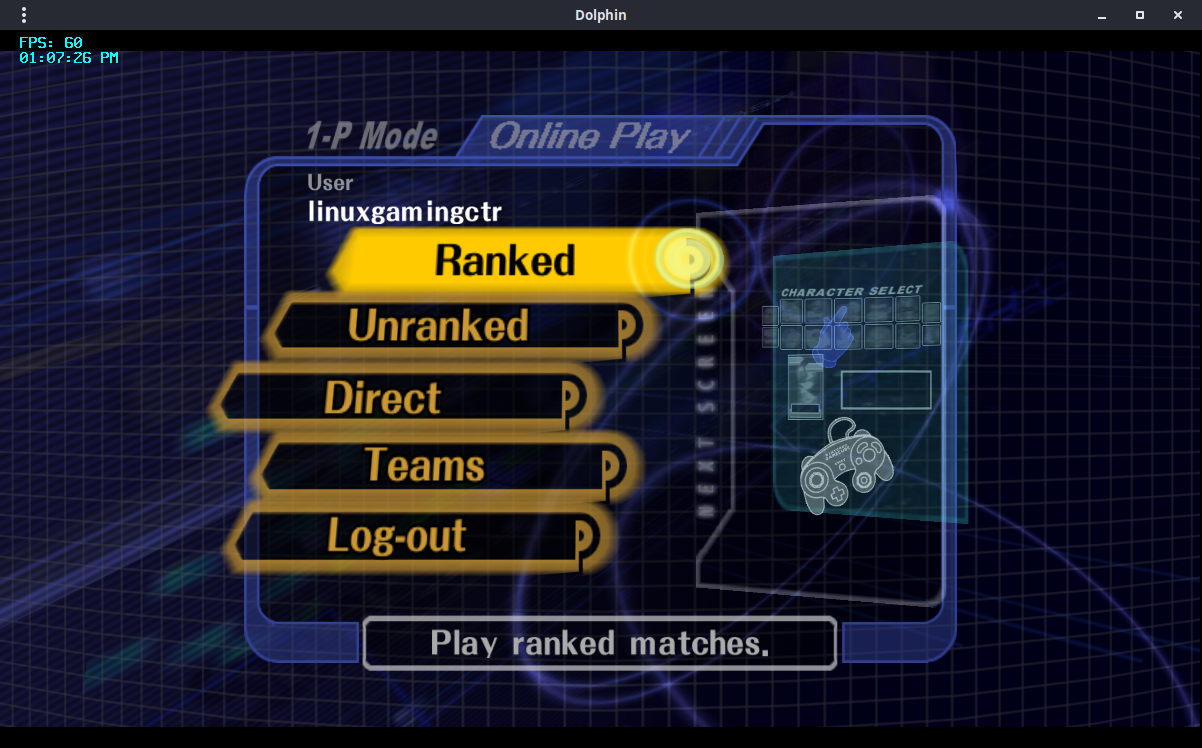 Dolphin
FPS: 60
01:07:26 PM
1-P Mode
Online Play
User
linuxgamingctr
Ranked
Unranked
Direct
Teams
Log-out
NEXT SCREEN
CHARACTER SELECT
Play ranked matches.